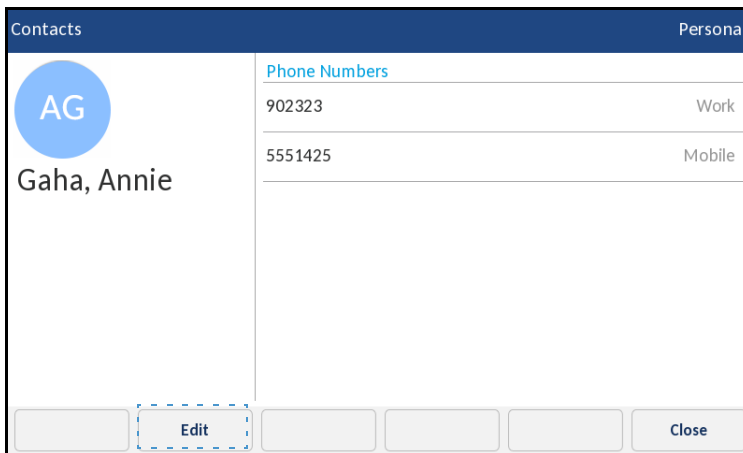 Contacts Persona
AG
Gaha, Annie
Phone Numbers
902323 Work
5551425 Mobile
Edit Close